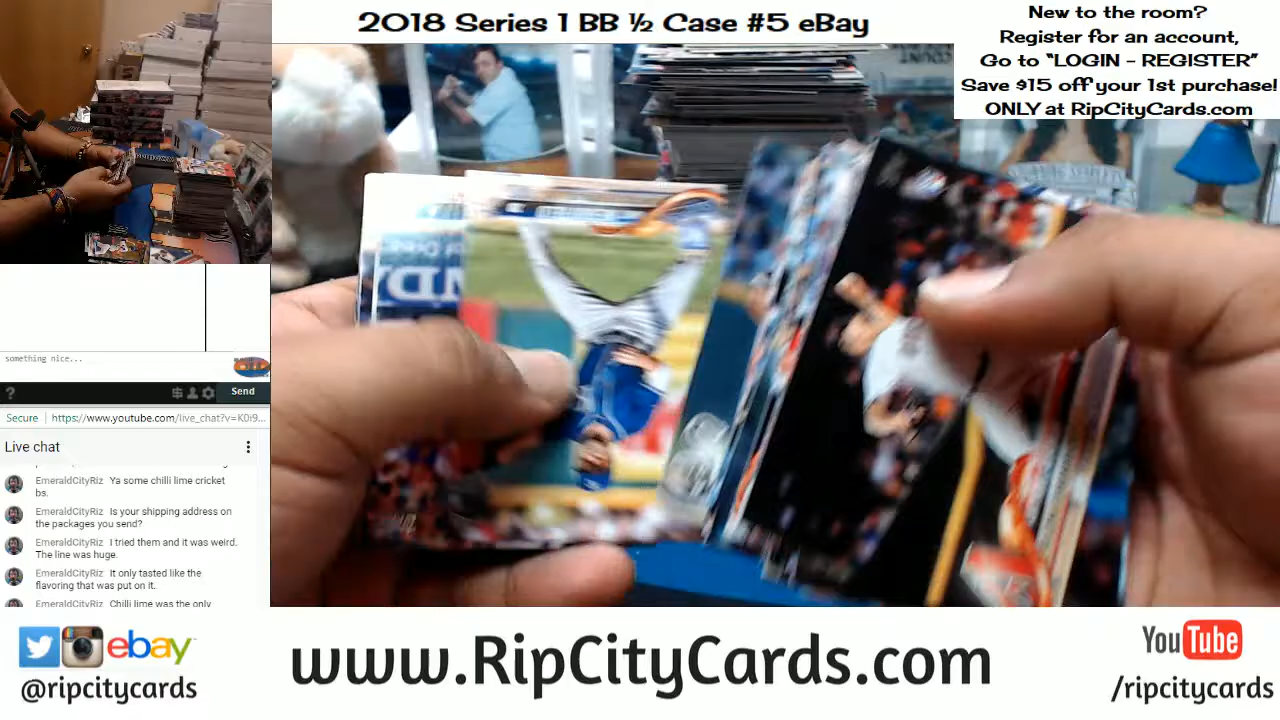 2018 Series 1 BB ½ Case #5 eBay
New to the room?
Register for an account,
Go to "LOGIN - REGISTER"
Save $15 off your 1st purchase!
ONLY at RipCityCards.com
something nice...
?
Send
Secure
https://www.youtube.com/live_chat?v=K0i9...
Live chat
EmeraldCityRiz Ya some chilli lime cricket
bs.
EmeraldCityRiz Is your shipping address on
the packages you send?
EmeraldCityRiz I tried them and it was weird.
The line was huge.
EmeraldCityRiz It only tasted like the
flavoring that was put on it.
EmeraldCityRiz Chilli lime was the only
ebay
@ripcitycards
www.RipCityCards.com
YouTube
/ripcitycards